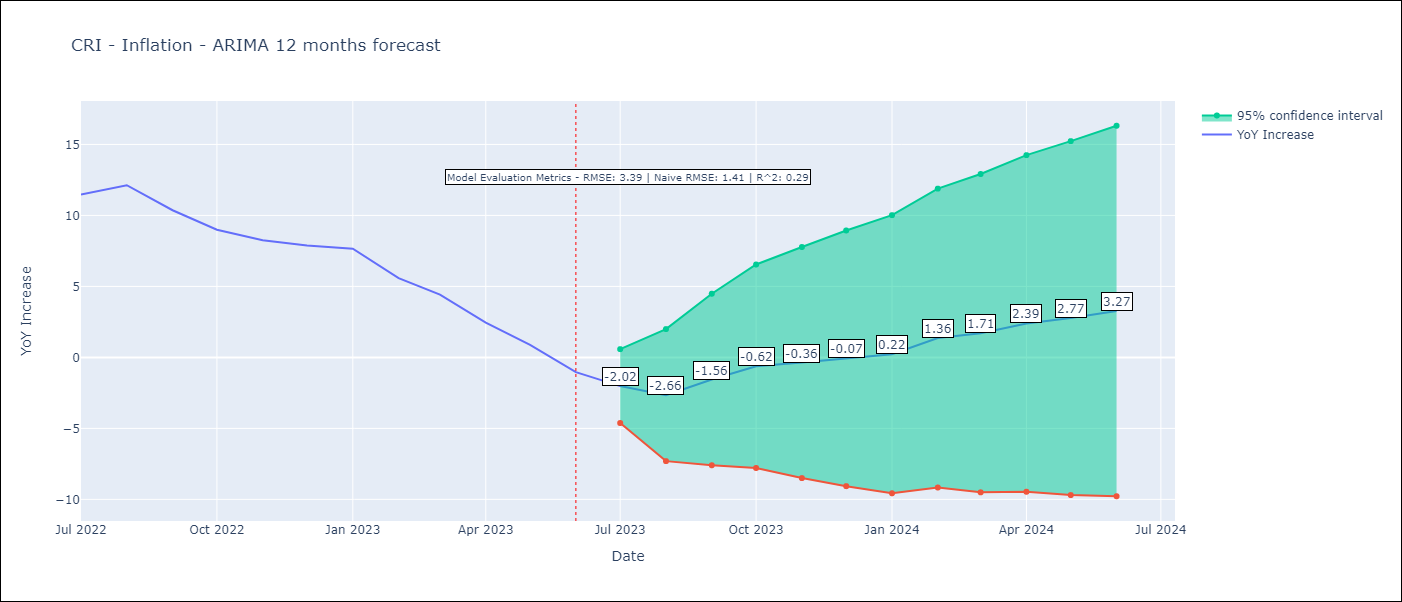 CRI - Inflation - ARIMA 12 months forecast
95% confidence interval
YoY Increase
Model Evaluation Metrics - RMSE: 3.39 | Naive RMSE: 1.41 | R^2: 0.29
YoY Increase
15
10
5
0
−5
−10
-2.02
-2.66
-1.56
-0.62
-0.36
-0.07
0.22
1.36
1.71
2.39
2.77
3.27
Jul 2022
Oct 2022
Jan 2023
Apr 2023
Jul 2023
Oct 2023
Jan 2024
Apr 2024
Jul 2024
Date